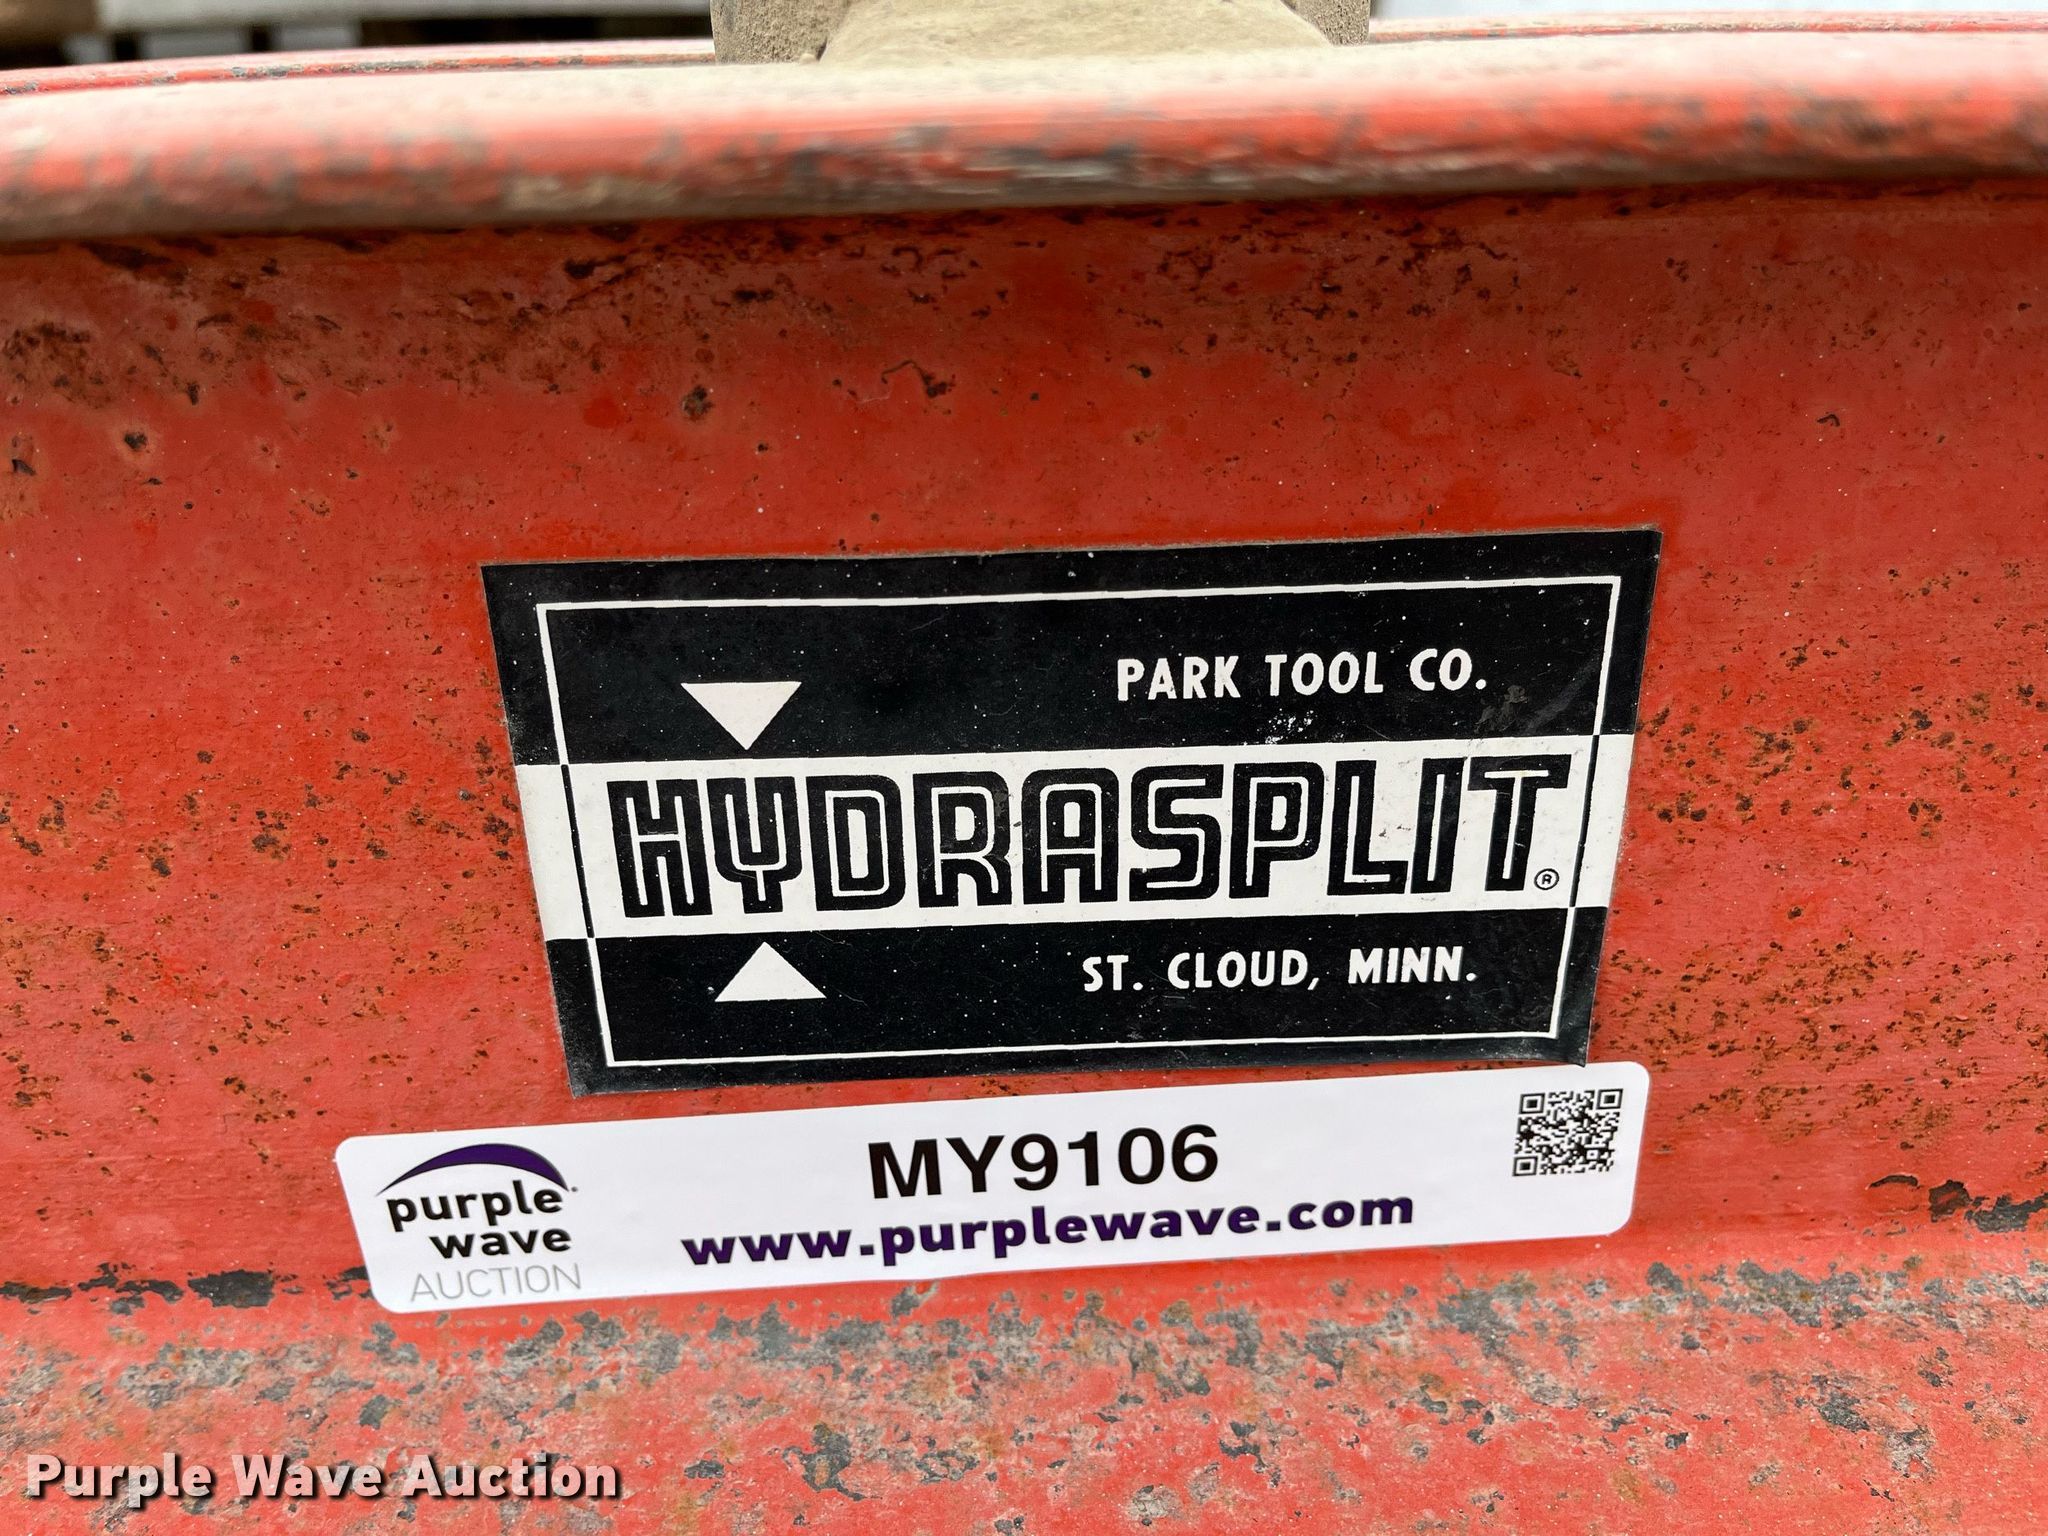 PARK TOOL CO.
HYDRASPLIT®
ST. CLOUD, MINN.
purple wave AUCTION
MY9106
www.purplewave.com
Purple Wave Auction